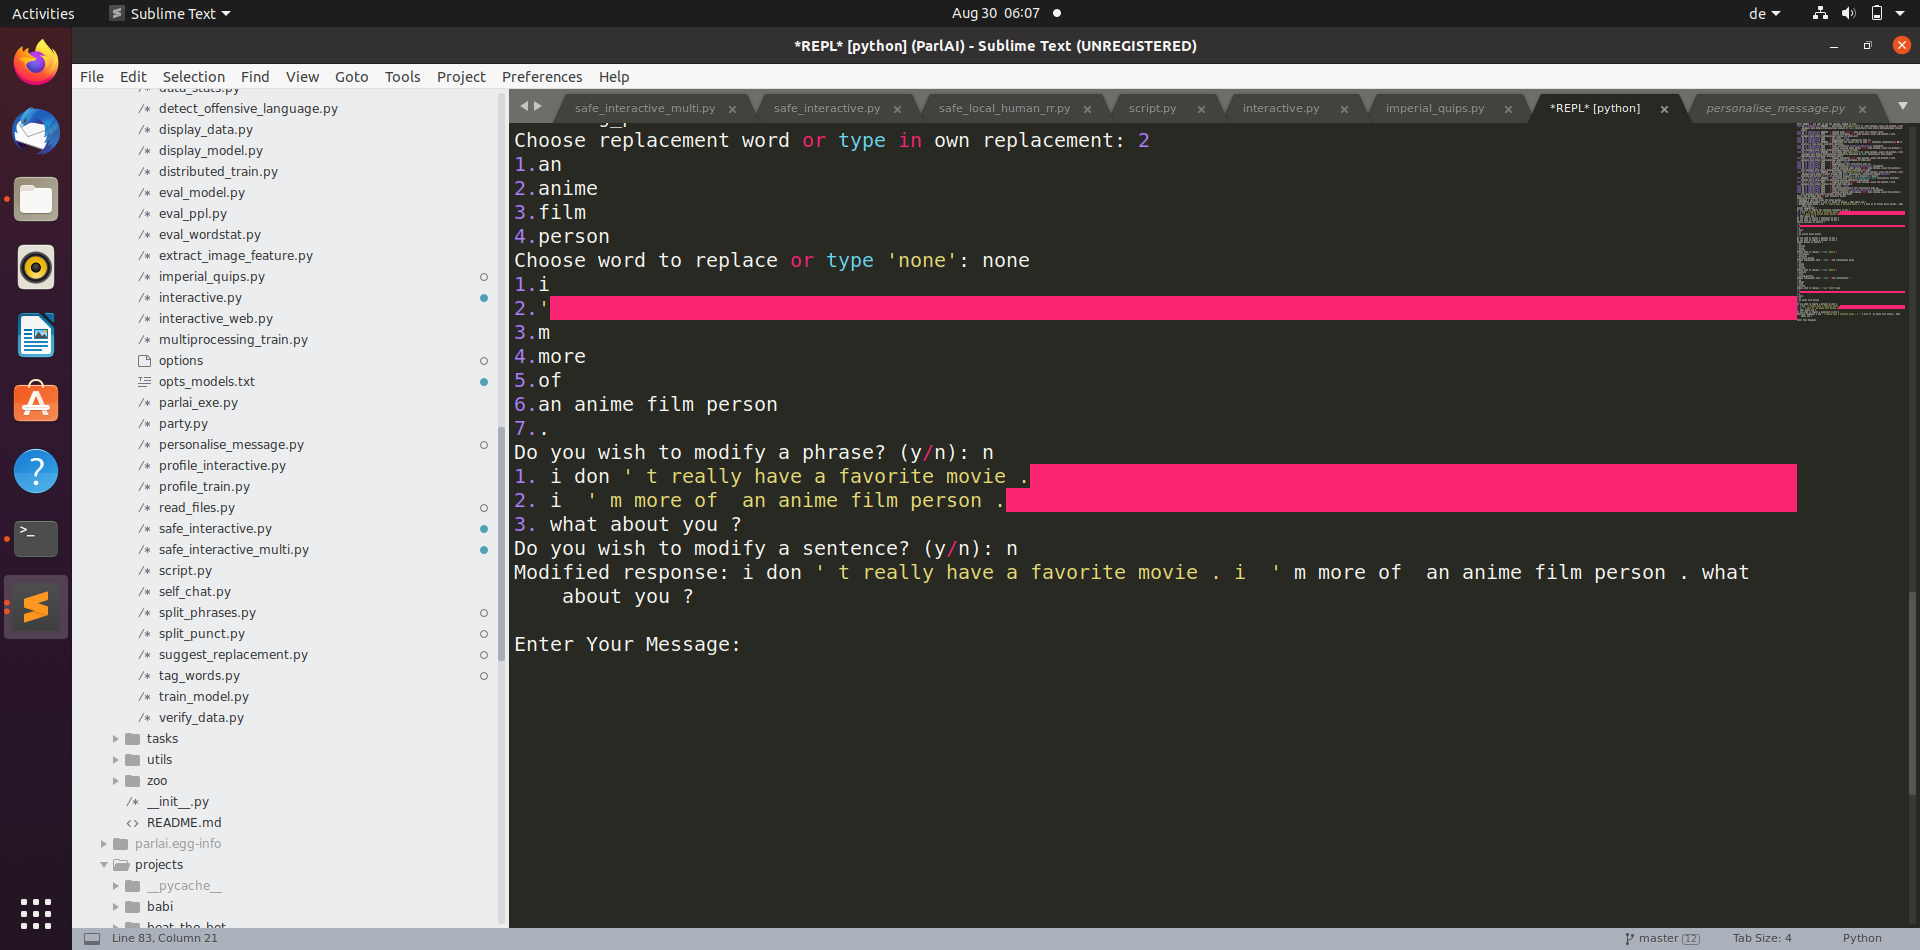 Activities
Sublime Text
Aug 30 06:07
de
*REPL* [python] (ParlAI) - Sublime Text (UNREGISTERED)
File Edit Selection Find View Goto Tools Project Preferences Help
data_stats.py
detect_offensive_language.py
display_data.py
display_model.py
distributed_train.py
eval_model.py
eval_ppl.py
eval_wordstat.py
extract_image_feature.py
imperial_quips.py
interactive.py
interactive_web.py
multiprocessing_train.py
options
opts_models.txt
parlai_exe.py
party.py
personalise_message.py
profile_interactive.py
profile_train.py
read_files.py
safe_interactive.py
safe_interactive_multi.py
script.py
self_chat.py
split_phrases.py
split_punct.py
suggest_replacement.py
tag_words.py
train_model.py
verify_data.py
tasks
utils
zoo
__init__.py
README.md
parlai.egg-info
projects
__pycache__
babi
safe_interactive_multi.py
safe_interactive.py
safe_local_human_rr.py
script.py
interactive.py
imperial_quips.py
*REPL* [python]
personalise_message.py
Choose replacement word or type in own replacement: 2
1.an
2.anime
3.film
4.person
Choose word to replace or type 'none': none
1.i
2.'
3.m
4.more
5.of
6.an anime film person
7..
Do you wish to modify a phrase? (y/n): n
1. i don ' t really have a favorite movie .
2. i  ' m more of  an anime film person .
3. what about you ?
Do you wish to modify a sentence? (y/n): n
Modified response: i don ' t really have a favorite movie . i  ' m more of  an anime film person . what
about you ?
Enter Your Message:
Line 83, Column 21
master 12
Tab Size: 4
Python